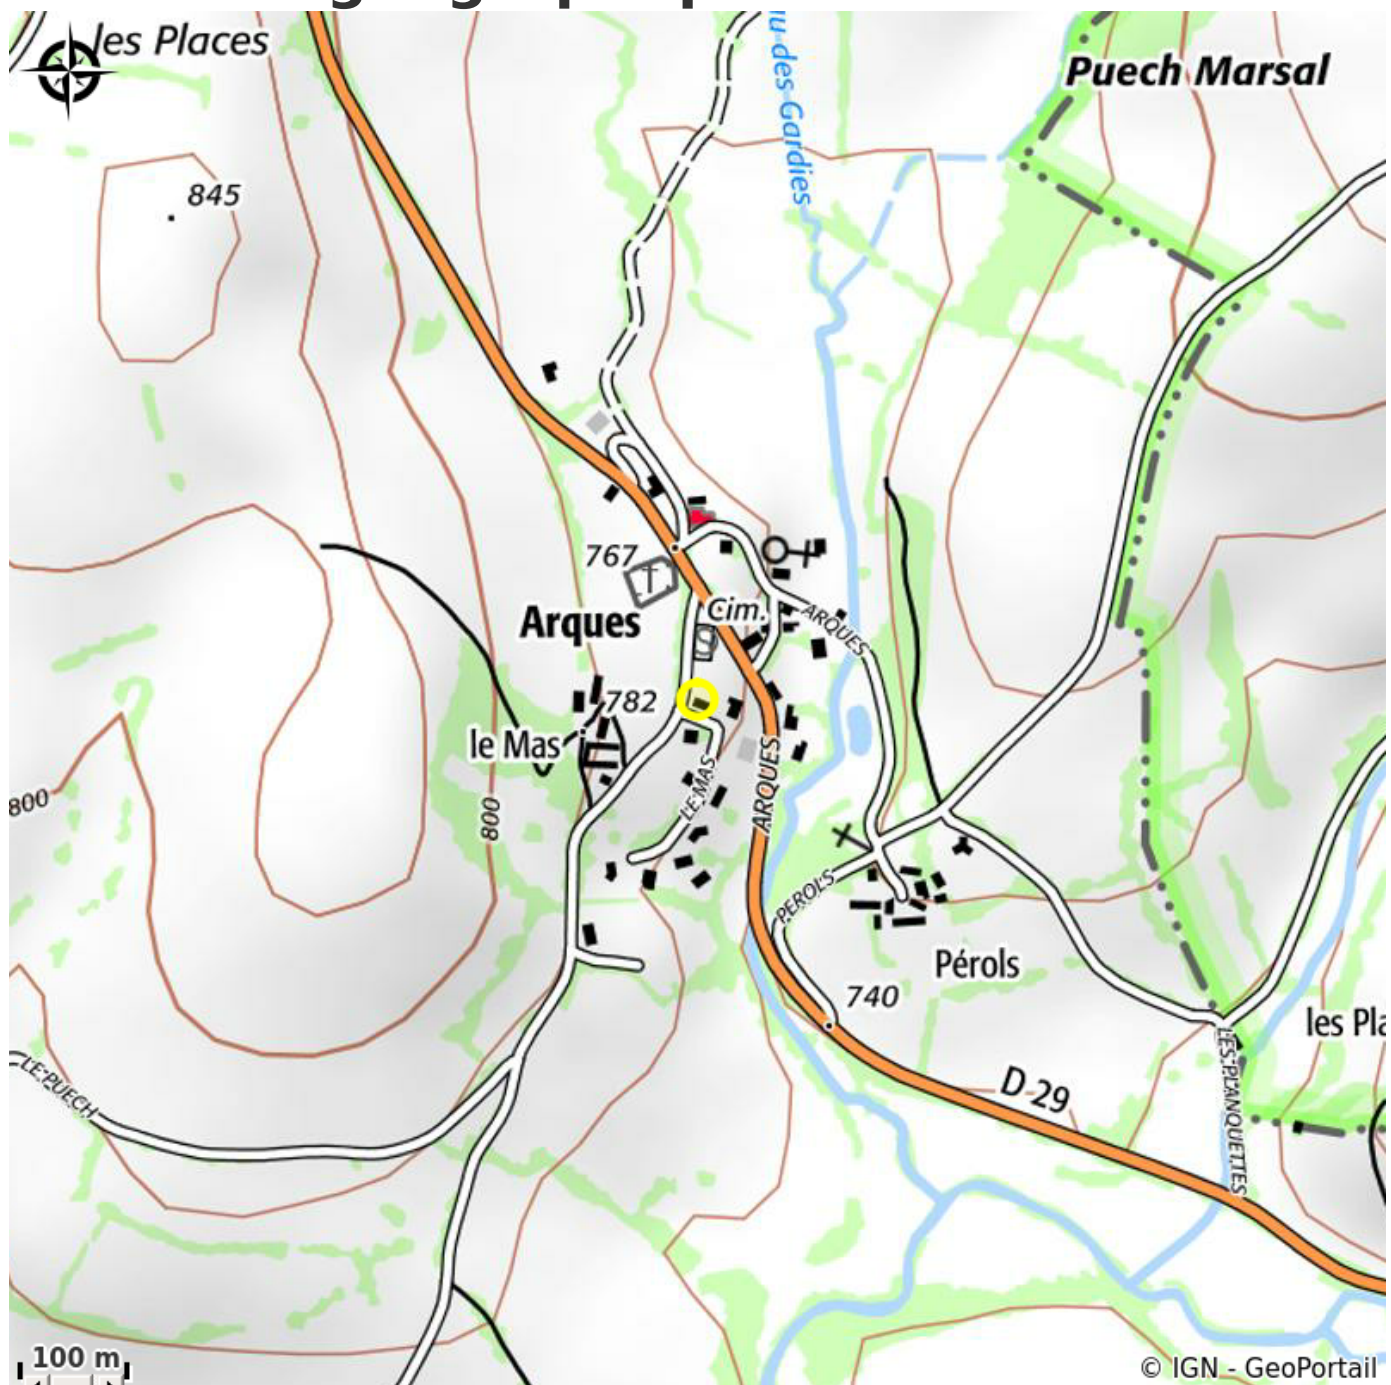 les Places
Puech Marsal
u des Gardies
845
767
Cim.
ARQUES
Arques
782
le Mas
LE MAS
ARQUES
800
800
PEROLS
Pérols
740
les Pla
LE PUECH
D 29
LES PLANQUETTES
100 m
© IGN - GeoPortail